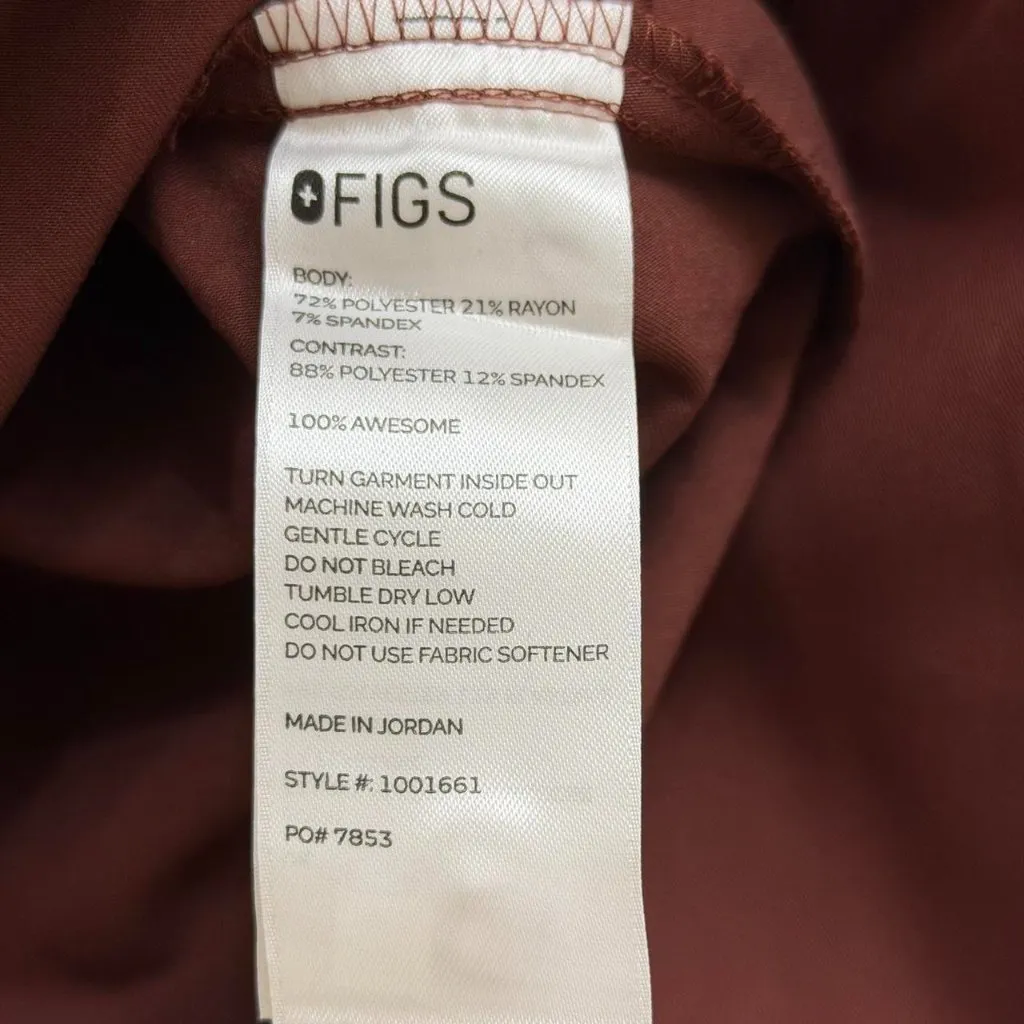 FIGS
BODY:
72% POLYESTER 21% RAYON
7% SPANDEX
CONTRAST:
88% POLYESTER 12% SPANDEX
100% AWESOME
TURN GARMENT INSIDE OUT
MACHINE WASH COLD
GENTLE CYCLE
DO NOT BLEACH
TUMBLE DRY LOW
COOL IRON IF NEEDED
DO NOT USE FABRIC SOFTENER
MADE IN JORDAN
STYLE #: 1001661
PO# 7853